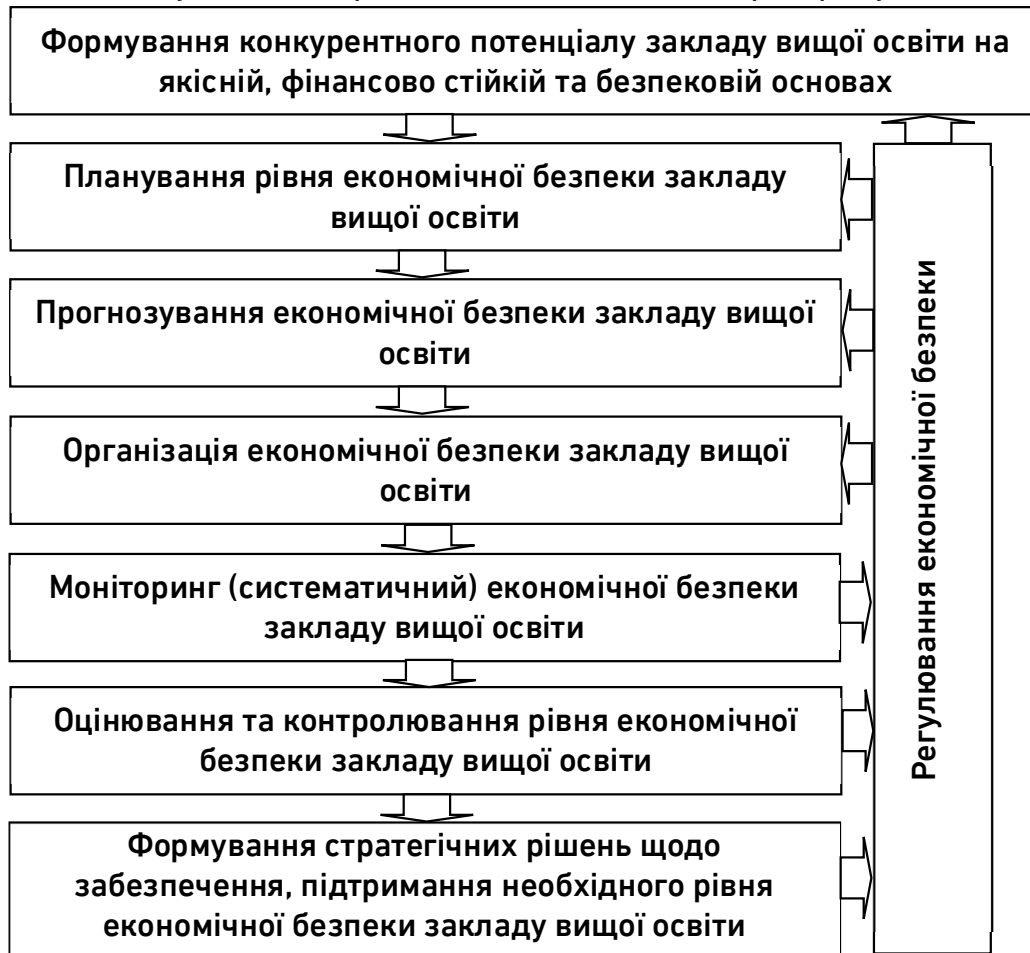 Формування конкурентного потенціалу закладу вищої освіти на
якісній, фінансово стійкій та безпековій основах
Планування рівня економічної безпеки закладу
вищої освіти
Прогнозування економічної безпеки закладу вищої
освіти
Організація економічної безпеки закладу вищої
освіти
Моніторинг (систематичний) економічної безпеки
закладу вищої освіти
Оцінювання та контролювання рівня економічної
безпеки закладу вищої освіти
Формування стратегічних рішень щодо
забезпечення, підтримання необхідного рівня
економічної безпеки закладу вищої освіти
Регулювання економічної безпеки